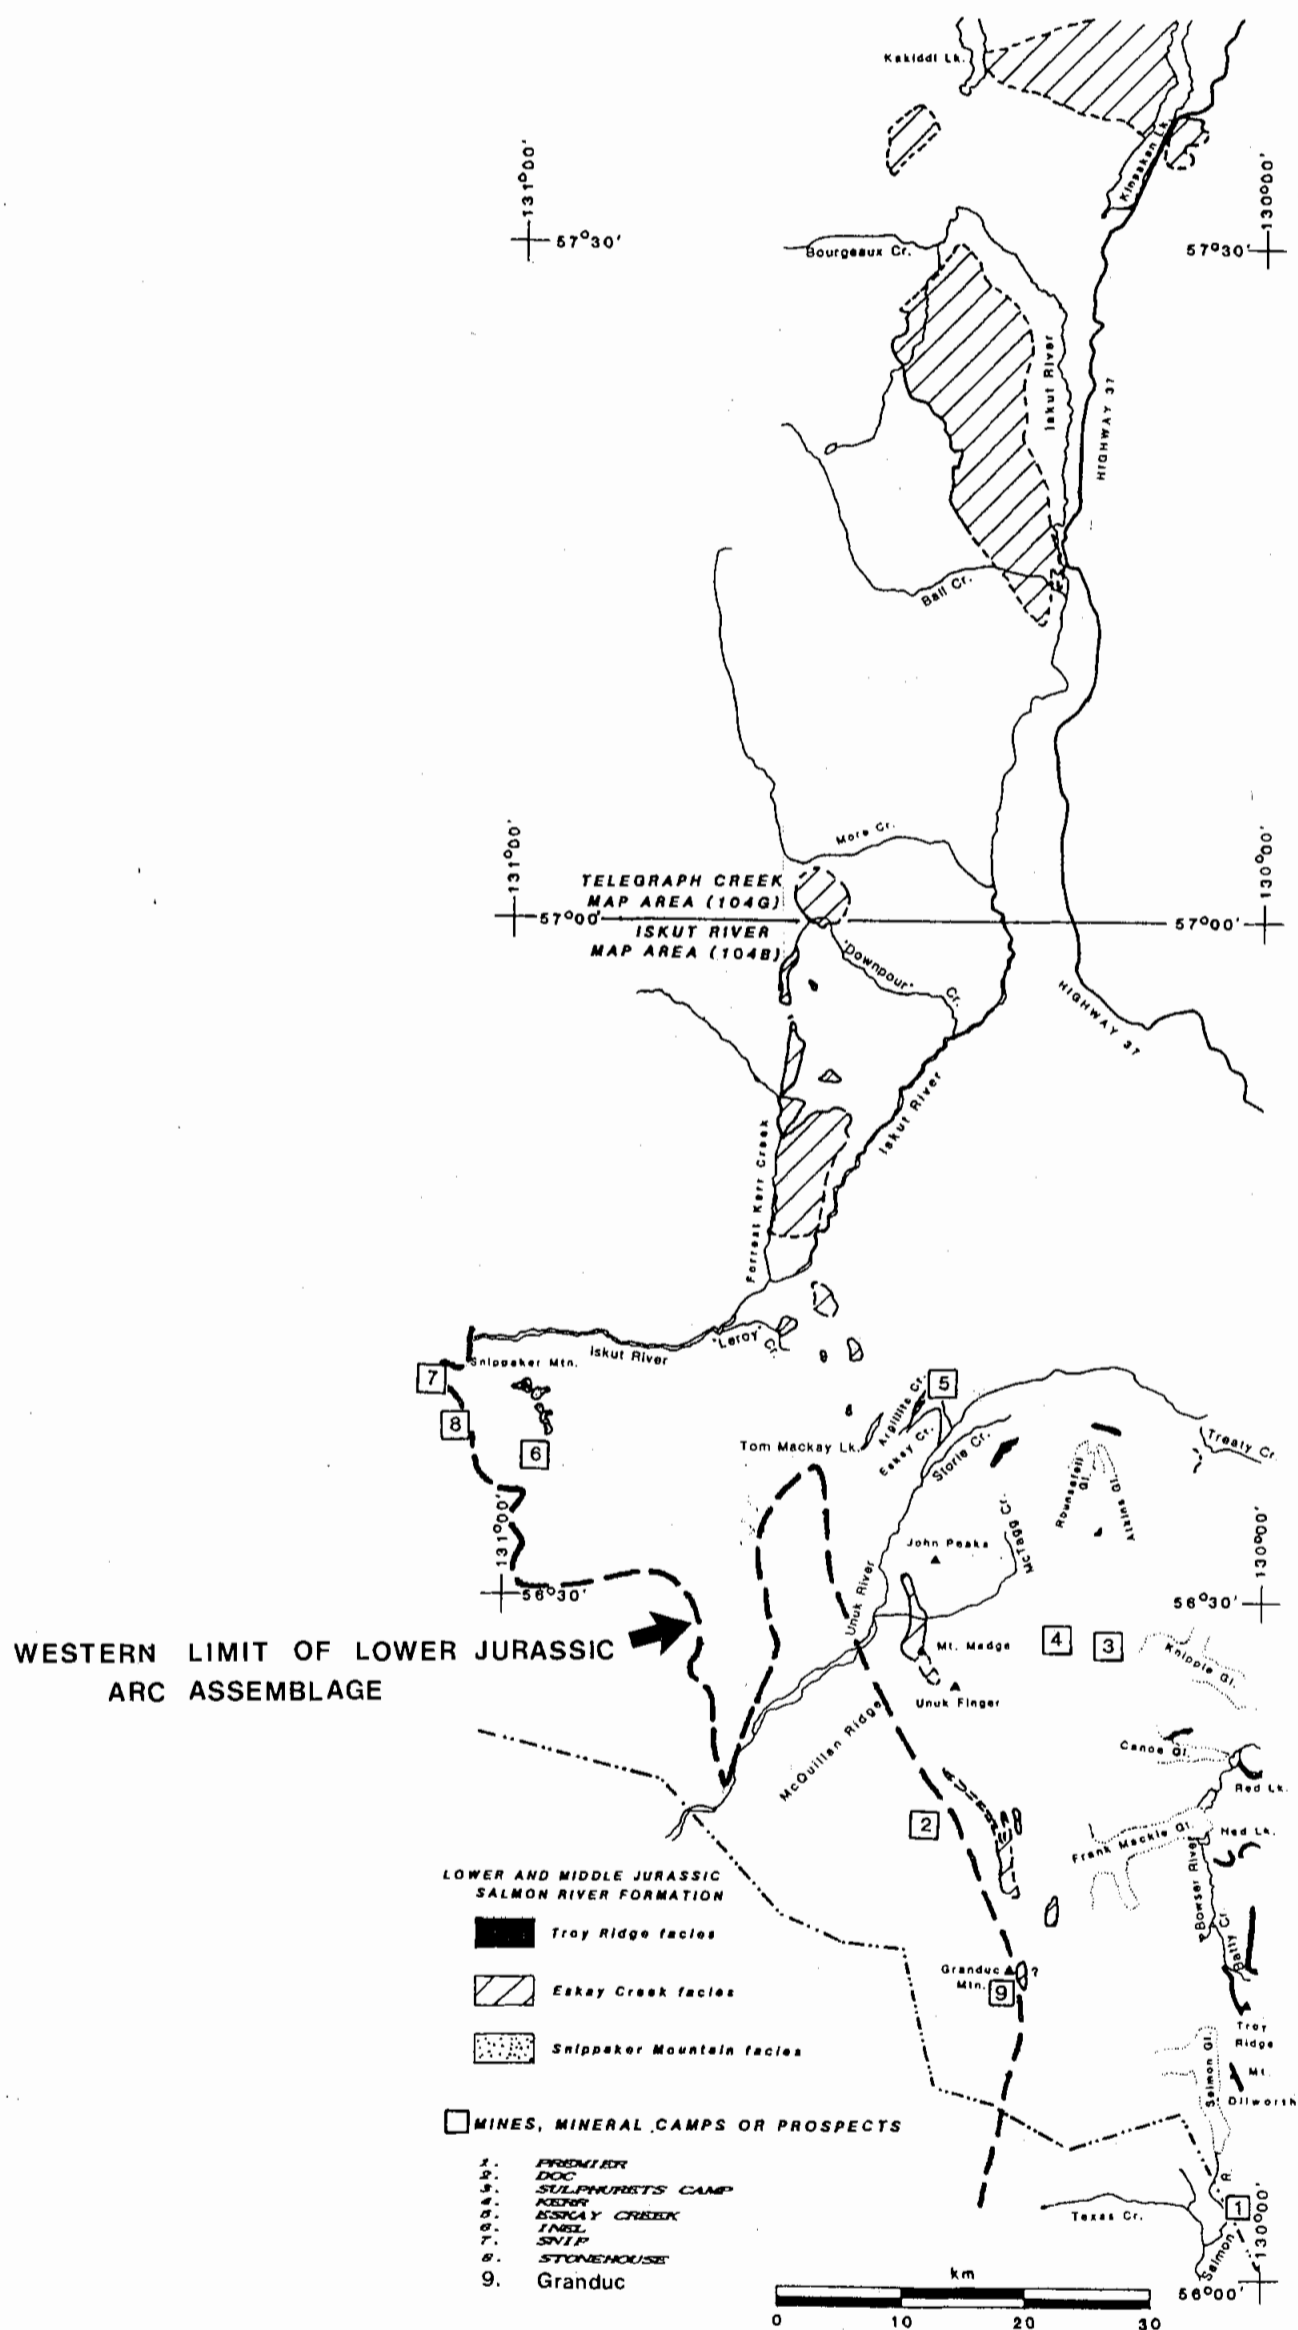 Kakiddi Lk.
Kinaskan Lk.
131°00'
57°30'
130°00'
57°30'
Bourgeaux Cr.
Iskut River
HIGHWAY 37
Ball Cr.
More Cr.
131°00'
130°00'
TELEGRAPH CREEK
MAP AREA (104G)
57°00'
57°00'
ISKUT RIVER
MAP AREA (104B)
"Downpour" Cr.
HIGHWAY 37
Iskut River
Forrest Kerr Creek
Iskut River
"Leroy" Cr.
Snippaker Mtn.
7
8
6
5
Argillite Cr.
Tom Mackay Lk.
Eskay Cr.
Storie Cr.
Treaty Cr.
Rounsefell Gl.
Atkins Gl.
McTagg Cr.
John Peaks
131°00'
56°30'
130°00'
56°30'
Unuk River
WESTERN LIMIT OF LOWER JURASSIC
ARC ASSEMBLAGE
Mt. Madge
4
3
Knipple Gl.
Unuk Finger
McQuillan Ridge
Canoe Gl.
Red Lk.
2
Frank Mackie Gl.
Ned Lk.
Bowser River
Betty Cr.
LOWER AND MIDDLE JURASSIC
SALMON RIVER FORMATION
Troy Ridge facies
Eskay Creek facies
Snippaker Mountain facies
Granduc
Mtn.
?
9
Troy
Ridge
Salmon Gl.
Mt.
Dilworth
MINES, MINERAL CAMPS OR PROSPECTS
1. PREMIER
2. DOC
3. SULPHURETS CAMP
4. KERR
5. ESKAY CREEK
6. INEL
7. SNIP
8. STONEHOUSE
9. Granduc
Texas Cr.
Salmon R.
1
130°00'
56°00'
km
0 10 20 30